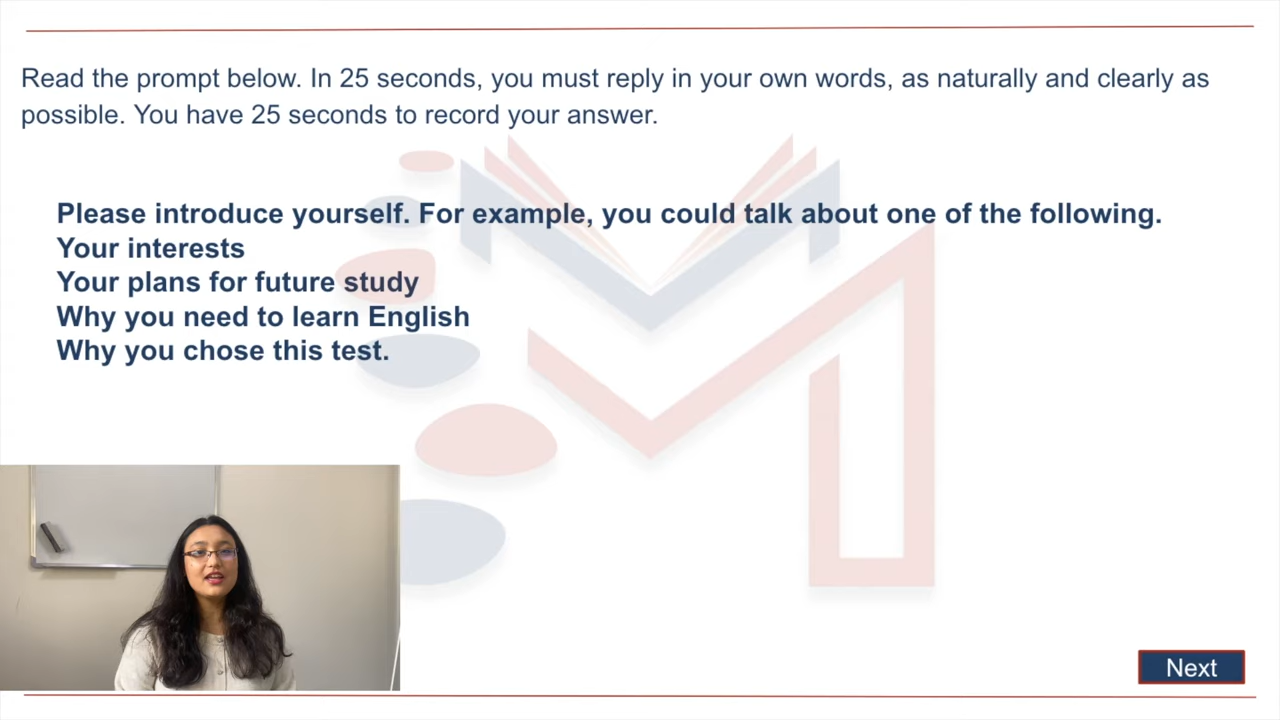 Read the prompt below. In 25 seconds, you must reply in your own words, as naturally and clearly as
possible. You have 25 seconds to record your answer.
Please introduce yourself. For example, you could talk about one of the following.
Your interests
Your plans for future study
Why you need to learn English
Why you chose this test.
Next